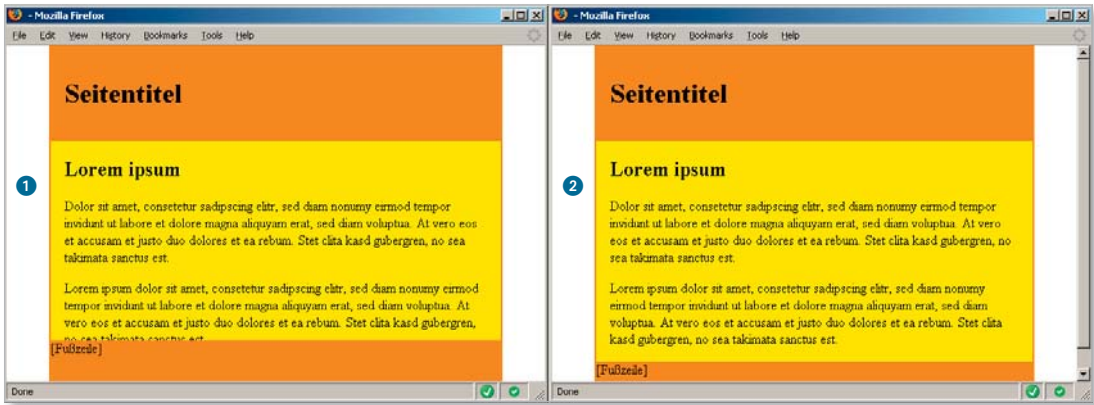 - Mozilla Firefox
File Edit View History Bookmarks Tools Help
Seitentitel
1
Lorem ipsum
Dolor sit amet, consetetur sadipscing elitr, sed diam nonumy eirmod tempor
invidunt ut labore et dolore magna aliquyam erat, sed diam voluptua. At vero eos
et accusam et justo duo dolores et ea rebum. Stet clita kasd gubergren, no sea
takimata sanctus est.
Lorem ipsum dolor sit amet, consetetur sadipscing elitr, sed diam nonumy eirmod
tempor invidunt ut labore et dolore magna aliquyam erat, sed diam voluptua. At
vero eos et accusam et justo duo dolores et ea rebum. Stet clita kasd gubergren,
no sea takimata sanctus est.
[Fußzeile]
Done
- Mozilla Firefox
File Edit View History Bookmarks Tools Help
Seitentitel
2
Lorem ipsum
Dolor sit amet, consetetur sadipscing elitr, sed diam nonumy eirmod tempor
invidunt ut labore et dolore magna aliquyam erat, sed diam voluptua. At vero
eos et accusam et justo duo dolores et ea rebum. Stet clita kasd gubergren, no
sea takimata sanctus est.
Lorem ipsum dolor sit amet, consetetur sadipscing elitr, sed diam nonumy
eirmod tempor invidunt ut labore et dolore magna aliquyam erat, sed diam
voluptua. At vero eos et accusam et justo duo dolores et ea rebum. Stet clita
kasd gubergren, no sea takimata sanctus est.
[Fußzeile]
Done